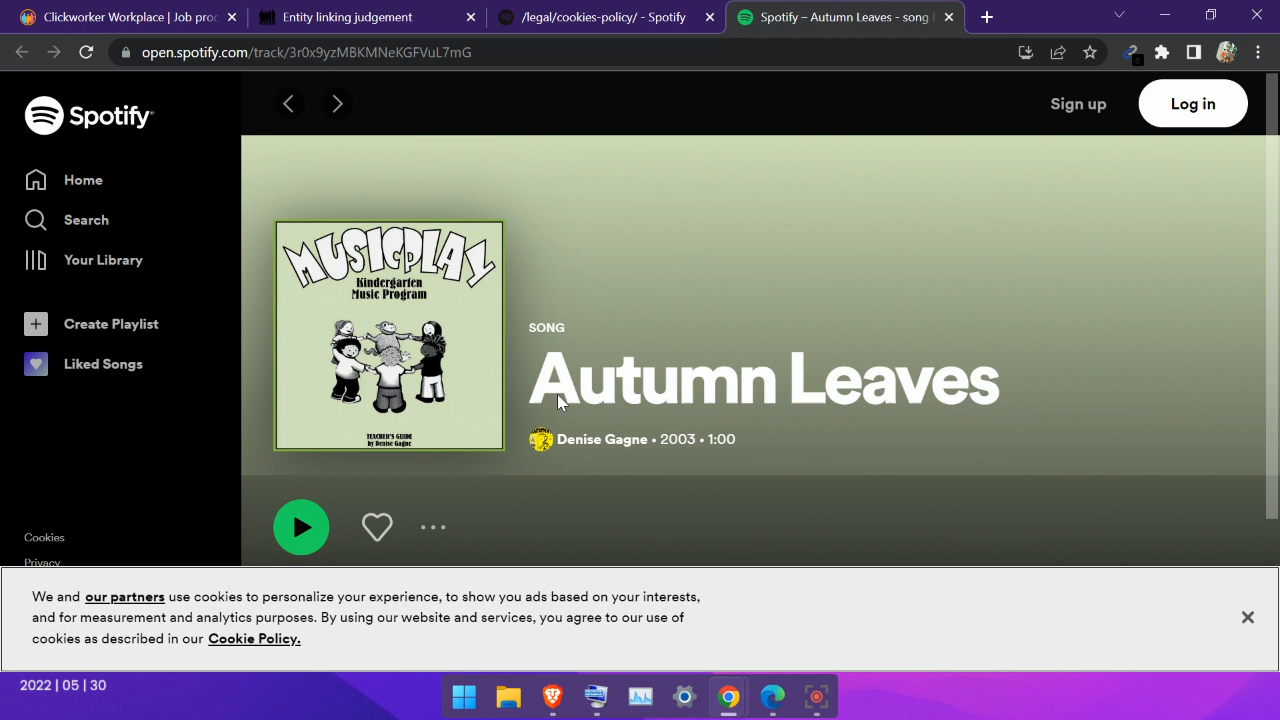 Clickworker Workplace | Job proc
Entity linking judgement
/legal/cookies-policy/ - Spotify
Spotify – Autumn Leaves - song b
open.spotify.com/track/3r0x9yzMBKMNeKGFVuL7mG
0
Spotify
Sign up
Log in
Home
Search
Your Library
Create Playlist
Liked Songs
MUSICPLAY
Kindergarten
Music Program
TEACHER'S GUIDE
by Denise Gagne
SONG
Autumn Leaves
Denise Gagne • 2003 • 1:00
Cookies
Privacy
We and our partners use cookies to personalize your experience, to show you ads based on your interests,
and for measurement and analytics purposes. By using our website and services, you agree to our use of
cookies as described in our Cookie Policy.
2022 | 05 | 30